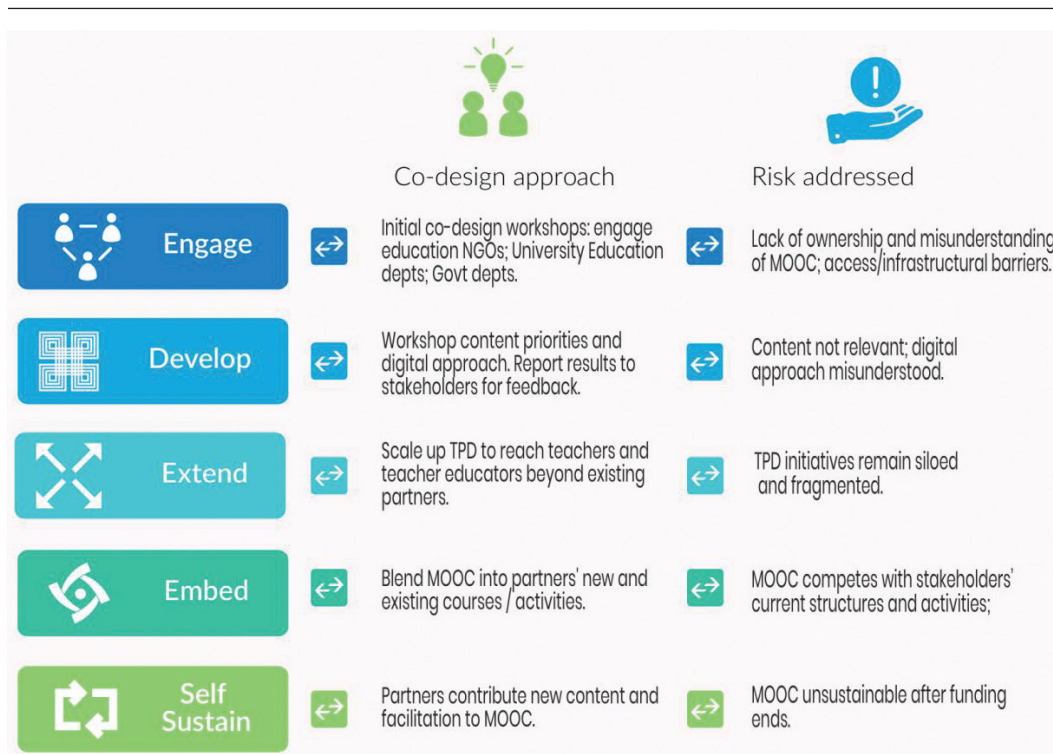 Co-design approach
Risk addressed
Engage
Initial co-design workshops: engage
education NGOs; University Education
depts; Govt depts.
Lack of ownership and misunderstanding
of MOOC; access/infrastructural barriers.
Develop
Workshop content priorities and
digital approach. Report results to
stakeholders for feedback.
Content not relevant; digital
approach misunderstood.
Extend
Scale up TPD to reach teachers and
teacher educators beyond existing
partners.
TPD initiatives remain siloed
and fragmented.
Embed
Blend MOOC into partners' new and
existing courses / activities.
MOOC competes with stakeholders’
current structures and activities;
Self
Sustain
Partners contribute new content and
facilitation to MOOC.
MOOC unsustainable after funding
ends.